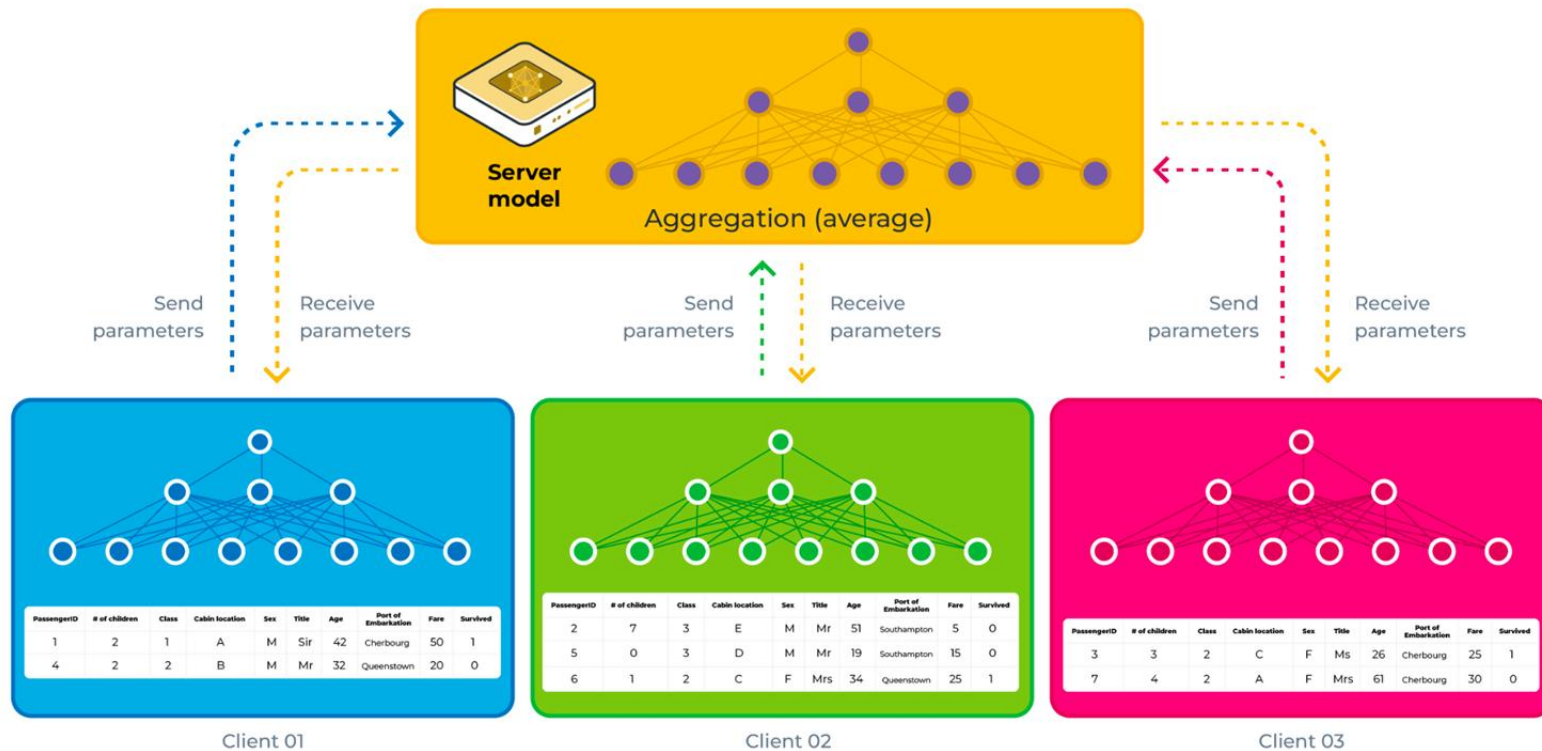 Server
model
Aggregation (average)
Send
parameters
Receive
parameters
Send
parameters
Receive
parameters
Send
parameters
Receive
parameters
PassengerID # of children Class Cabin location Sex Title Age Port of Embarkation Fare Survived
1 2 1 A M Sir 42 Cherbourg 50 1
4 2 2 B M Mr 32 Queenstown 20 0
PassengerID # of children Class Cabin location Sex Title Age Port of Embarkation Fare Survived
2 7 3 E M Mr 51 Southampton 5 0
5 0 3 D M Mr 19 Southampton 15 0
6 1 2 C F Mrs 34 Queenstown 25 1
PassengerID # of children Class Cabin location Sex Title Age Port of Embarkation Fare Survived
3 3 2 C F Ms 26 Cherbourg 25 1
7 4 2 A F Mrs 61 Cherbourg 30 0
Client 01
Client 02
Client 03